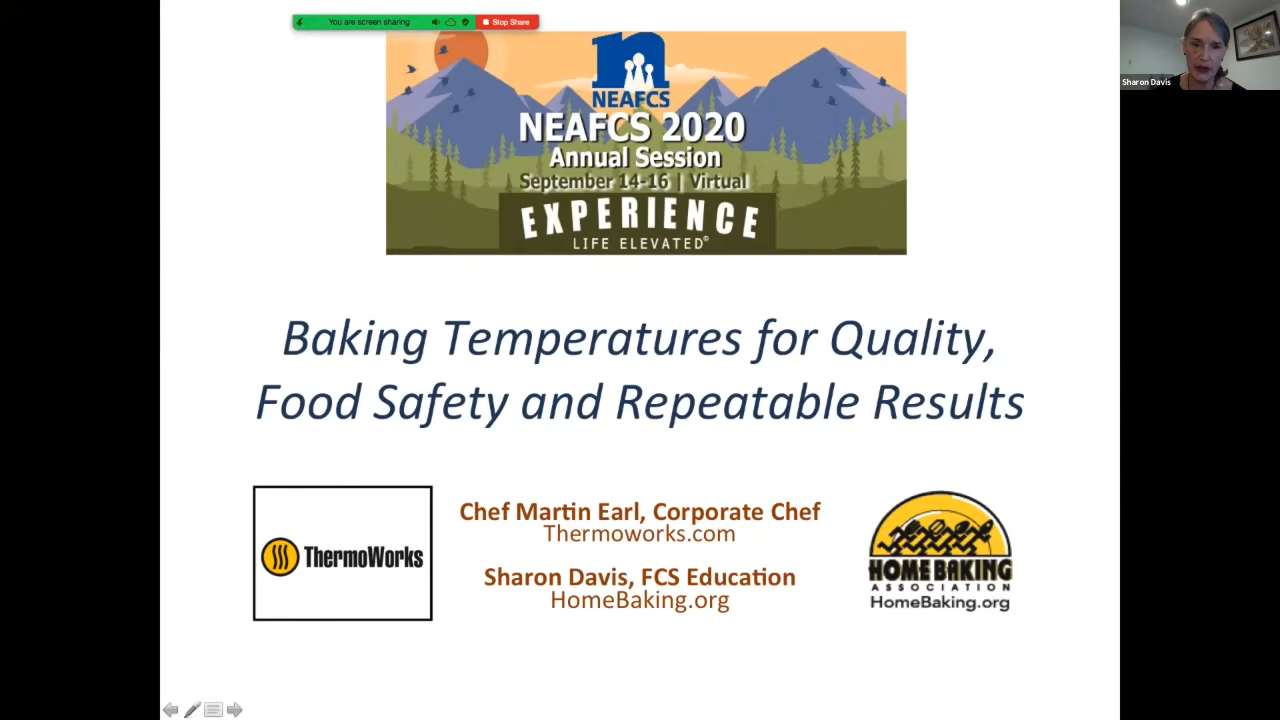 You are screen sharing
Stop Share
Sharon Davis
NEAFCS
NEAFCS 2020
Annual Session
September 14-16 | Virtual
EXPERIENCE
LIFE ELEVATED®
Baking Temperatures for Quality,
Food Safety and Repeatable Results
ThermoWorks
Chef Martin Earl, Corporate Chef
Thermoworks.com
Sharon Davis, FCS Education
HomeBaking.org
HOME BAKING
ASSOCIATION
HomeBaking.org